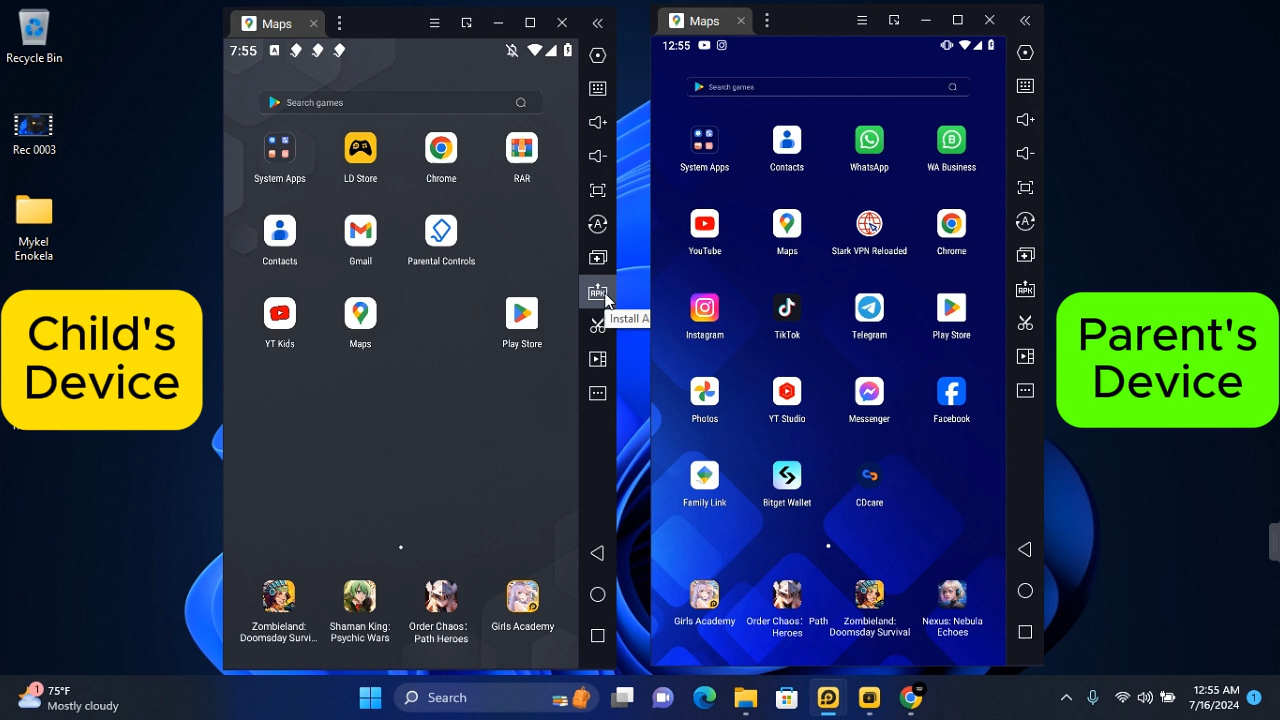 Recycle Bin
Rec 0003
Mykel
Enokela
Child's
Device
Maps
7:55
Search games
System Apps
LD Store
Chrome
RAR
Contacts
Gmail
Parental Controls
YT Kids
Maps
Play Store
Zombieland:
Doomsday Survi...
Shaman King:
Psychic Wars
Order Chaos:
Path Heroes
Girls Academy
APK
Install A
Maps
12:55
Search games
System Apps
Contacts
WhatsApp
WA Business
YouTube
Maps
Stark VPN Reloaded
Chrome
Instagram
TikTok
Telegram
Play Store
Photos
YT Studio
Messenger
Facebook
Family Link
Bitget Wallet
CDcare
Girls Academy
Order Chaos: Path
Heroes
Zombieland:
Doomsday Survival
Nexus: Nebula
Echoes
APK
Parent's
Device
1
75°F
Mostly cloudy
Search
12:55 AM
7/16/2024
1